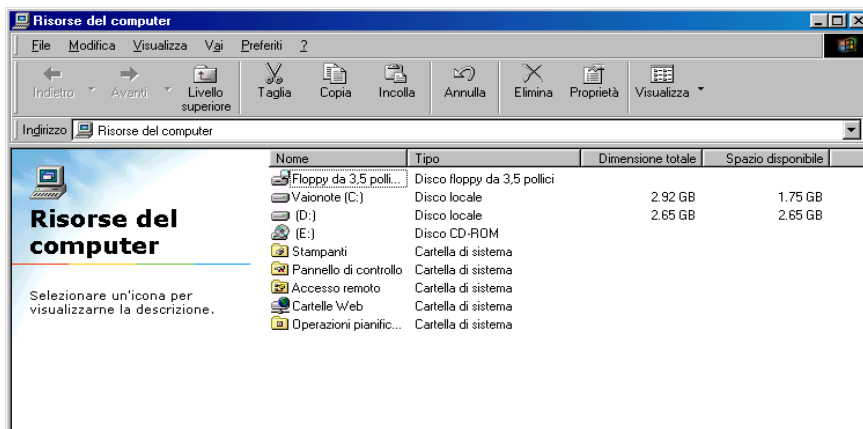 Risorse del computer
File Modifica Visualizza Vai Preferiti ?
Indietro Avanti Livello superiore Taglia Copia Incolla Annulla Elimina Proprietà Visualizza
Indirizzo Risorse del computer
Nome Tipo Dimensione totale Spazio disponibile
Floppy da 3,5 polli... Disco floppy da 3,5 pollici
Vaionote (C:) Disco locale 2.92 GB 1.75 GB
(D:) Disco locale 2.65 GB 2.65 GB
(E:) Disco CD-ROM
Stampanti Cartella di sistema
Pannello di controllo Cartella di sistema
Accesso remoto Cartella di sistema
Cartelle Web Cartella di sistema
Operazioni pianific... Cartella di sistema
Risorse del
computer
Selezionare un'icona per
visualizzarne la descrizione.